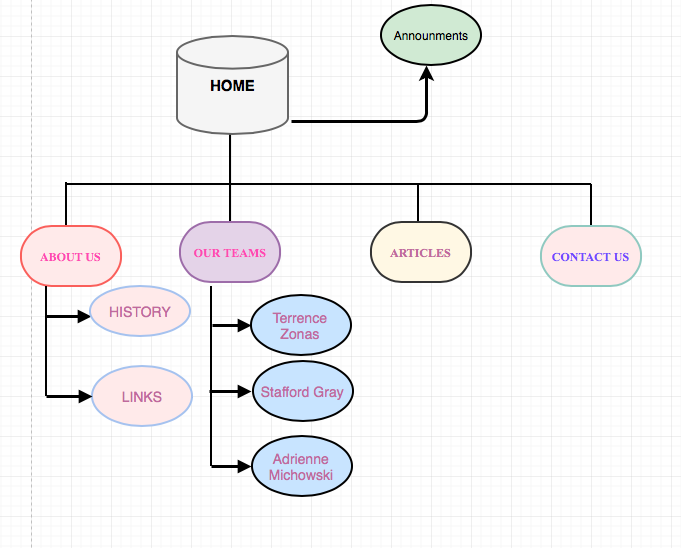 Announments
HOME
ABOUT US
OUR TEAMS
ARTICLES
CONTACT US
HISTORY
LINKS
Terrence
Zonas
Stafford Gray
Adrienne
Michowski